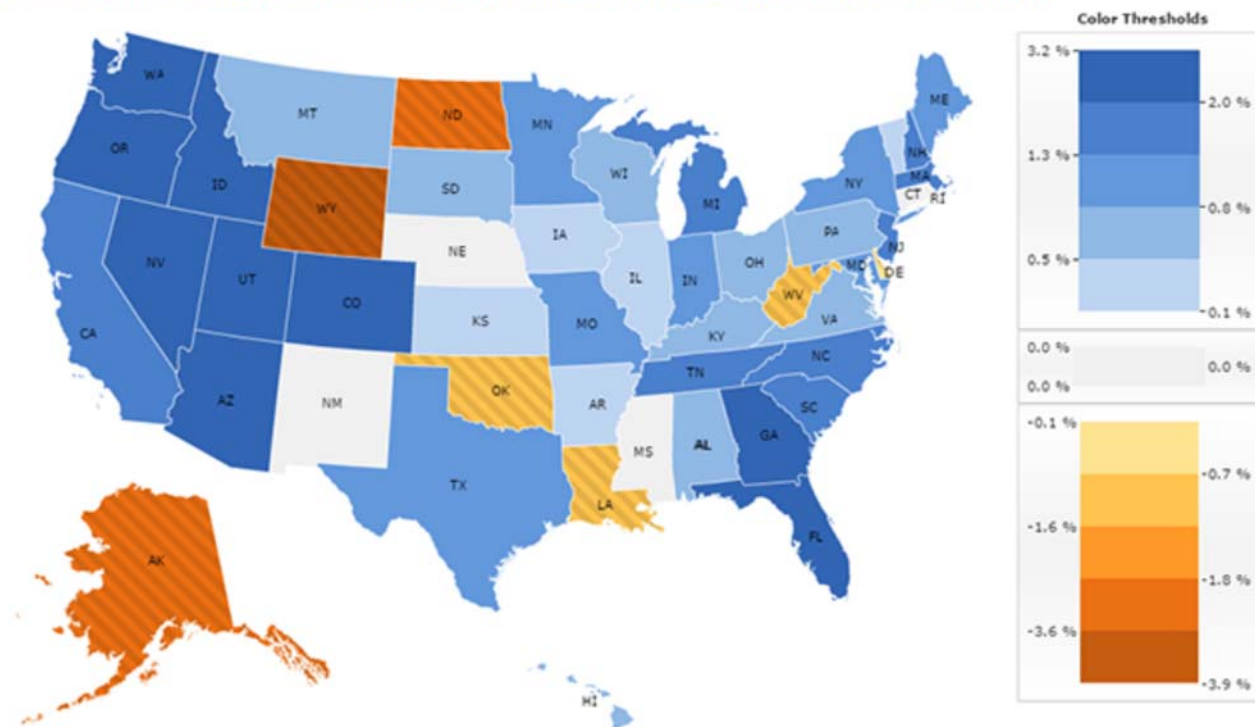 Color Thresholds
3.2 %
2.0 %
1.3 %
0.8 %
0.5 %
0.1 %
0.0 %
0.0 %
0.0 %
-0.1 %
-0.7 %
-1.6 %
-1.8 %
-3.6 %
-3.9 %
WA
MT
ND
MN
ME
OR
ID
SD
WI
NH
WY
MI
NY
MA
CT
RI
NE
IA
PA
NV
UT
CO
IL
IN
OH
NJ
MD
DE
WV
CA
KS
MO
KY
VA
AZ
NM
OK
AR
TN
NC
SC
TX
LA
MS
AL
GA
FL
AK
HI